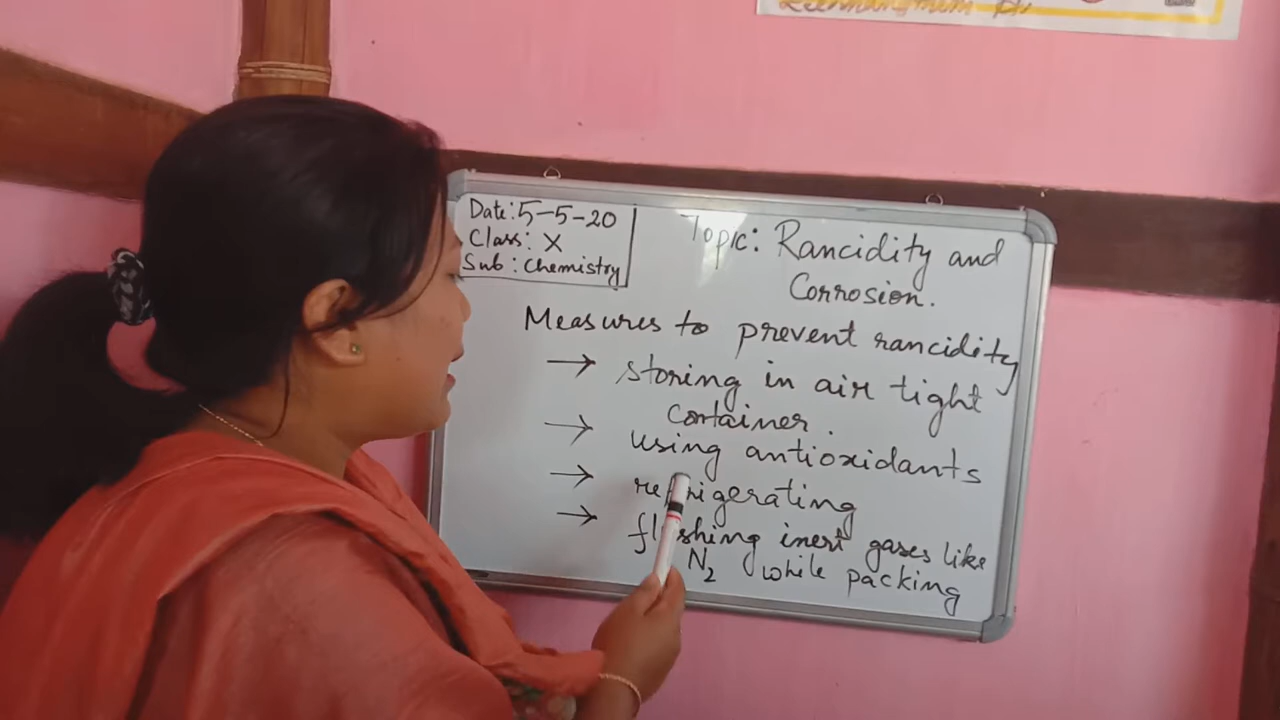 Date: 5-5-20
Class: X
Sub: Chemistry
Topic: Rancidity and
Corrosion.
Measures to prevent rancidity
→ storing in air tight
container.
→ using antioxidants
→ refrigerating
→ flushing inert gases like
N₂ while packing